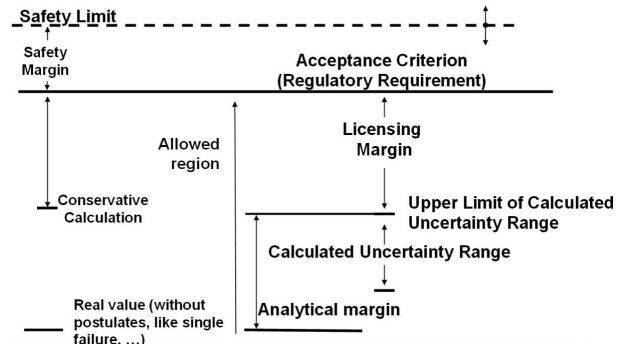 Safety Limit
Safety
Margin
Acceptance Criterion
(Regulatory Requirement)
Licensing
Margin
Allowed
region
Conservative
Calculation
Upper Limit of Calculated
Uncertainty Range
Calculated Uncertainty Range
Analytical margin
Real value (without
postulates, like single
failure, ...)